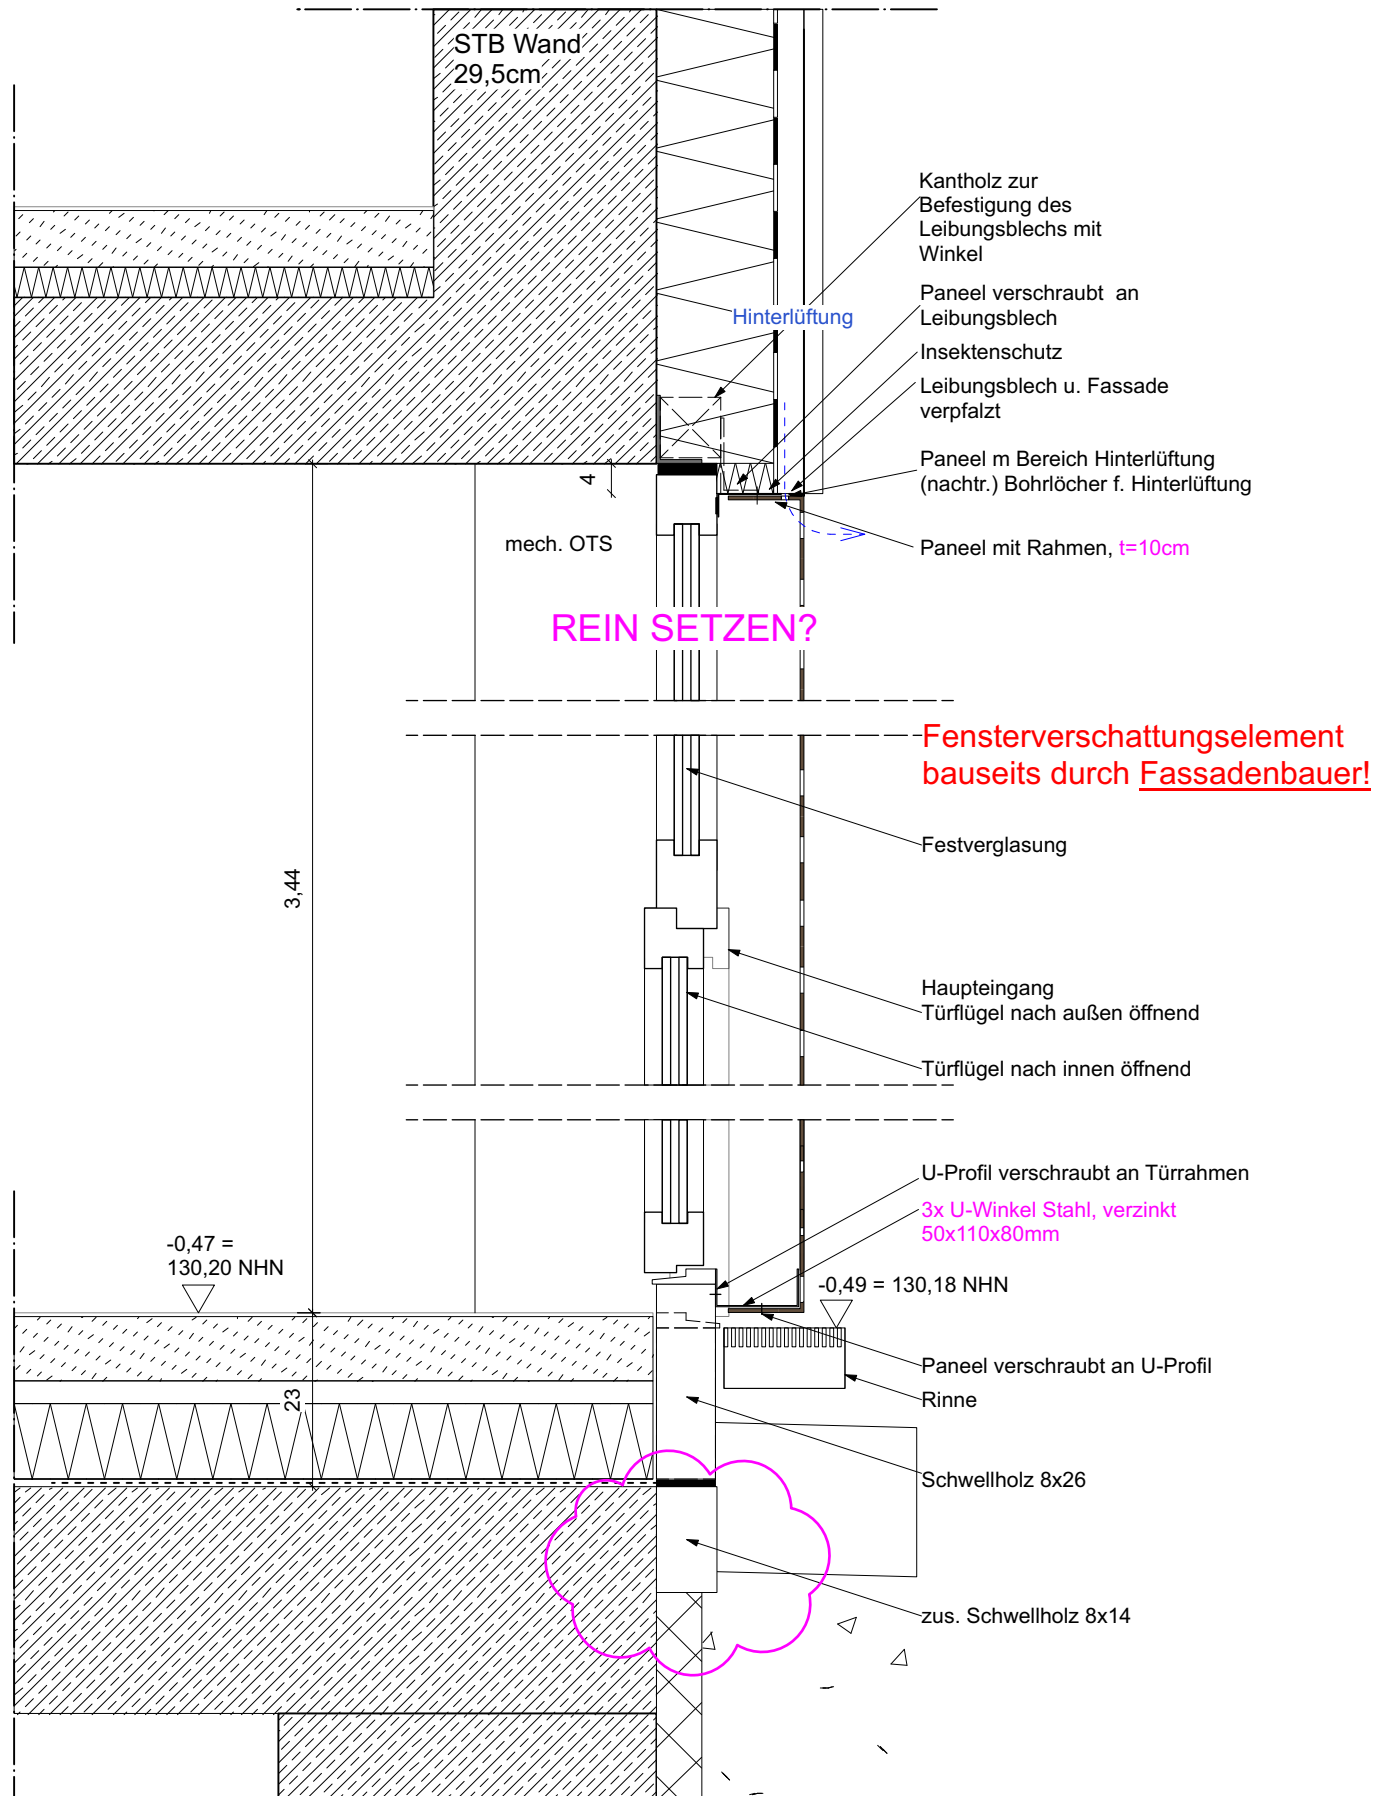 STB Wand
29,5cm
Kantholz zur
Befestigung des
Leibungsblechs mit
Winkel
Paneel verschraubt an
Leibungsblech
Hinterlüftung
Insektenschutz
Leibungsblech u. Fassade
verpfalzt
Paneel m Bereich Hinterlüftung
(nachtr.) Bohrlöcher f. Hinterlüftung
4
mech. OTS
Paneel mit Rahmen, t=10cm
REIN SETZEN?
Fensterverschattungselement
bauseits durch Fassadenbauer!
Festverglasung
3,44
Haupteingang
Türflügel nach außen öffnend
Türflügel nach innen öffnend
U-Profil verschraubt an Türrahmen
3x U-Winkel Stahl, verzinkt
50x110x80mm
-0,47 =
130,20 NHN
-0,49 = 130,18 NHN
Paneel verschraubt an U-Profil
Rinne
23
Schwellholz 8x26
zus. Schwellholz 8x14